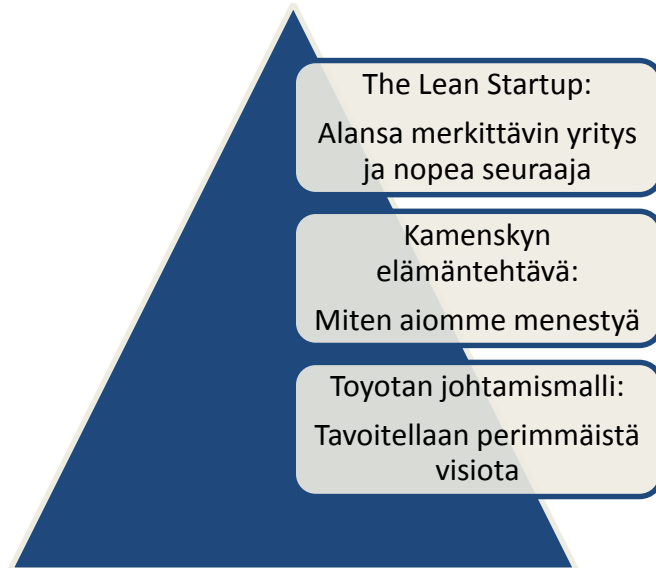 The Lean Startup:
Alansa merkittävin yritys
ja nopea seuraaja
Kamenskyn
elämäntehtävä:
Miten aiomme menestyä
Toyotan johtamismalli:
Tavoitellaan perimmäistä
visiota